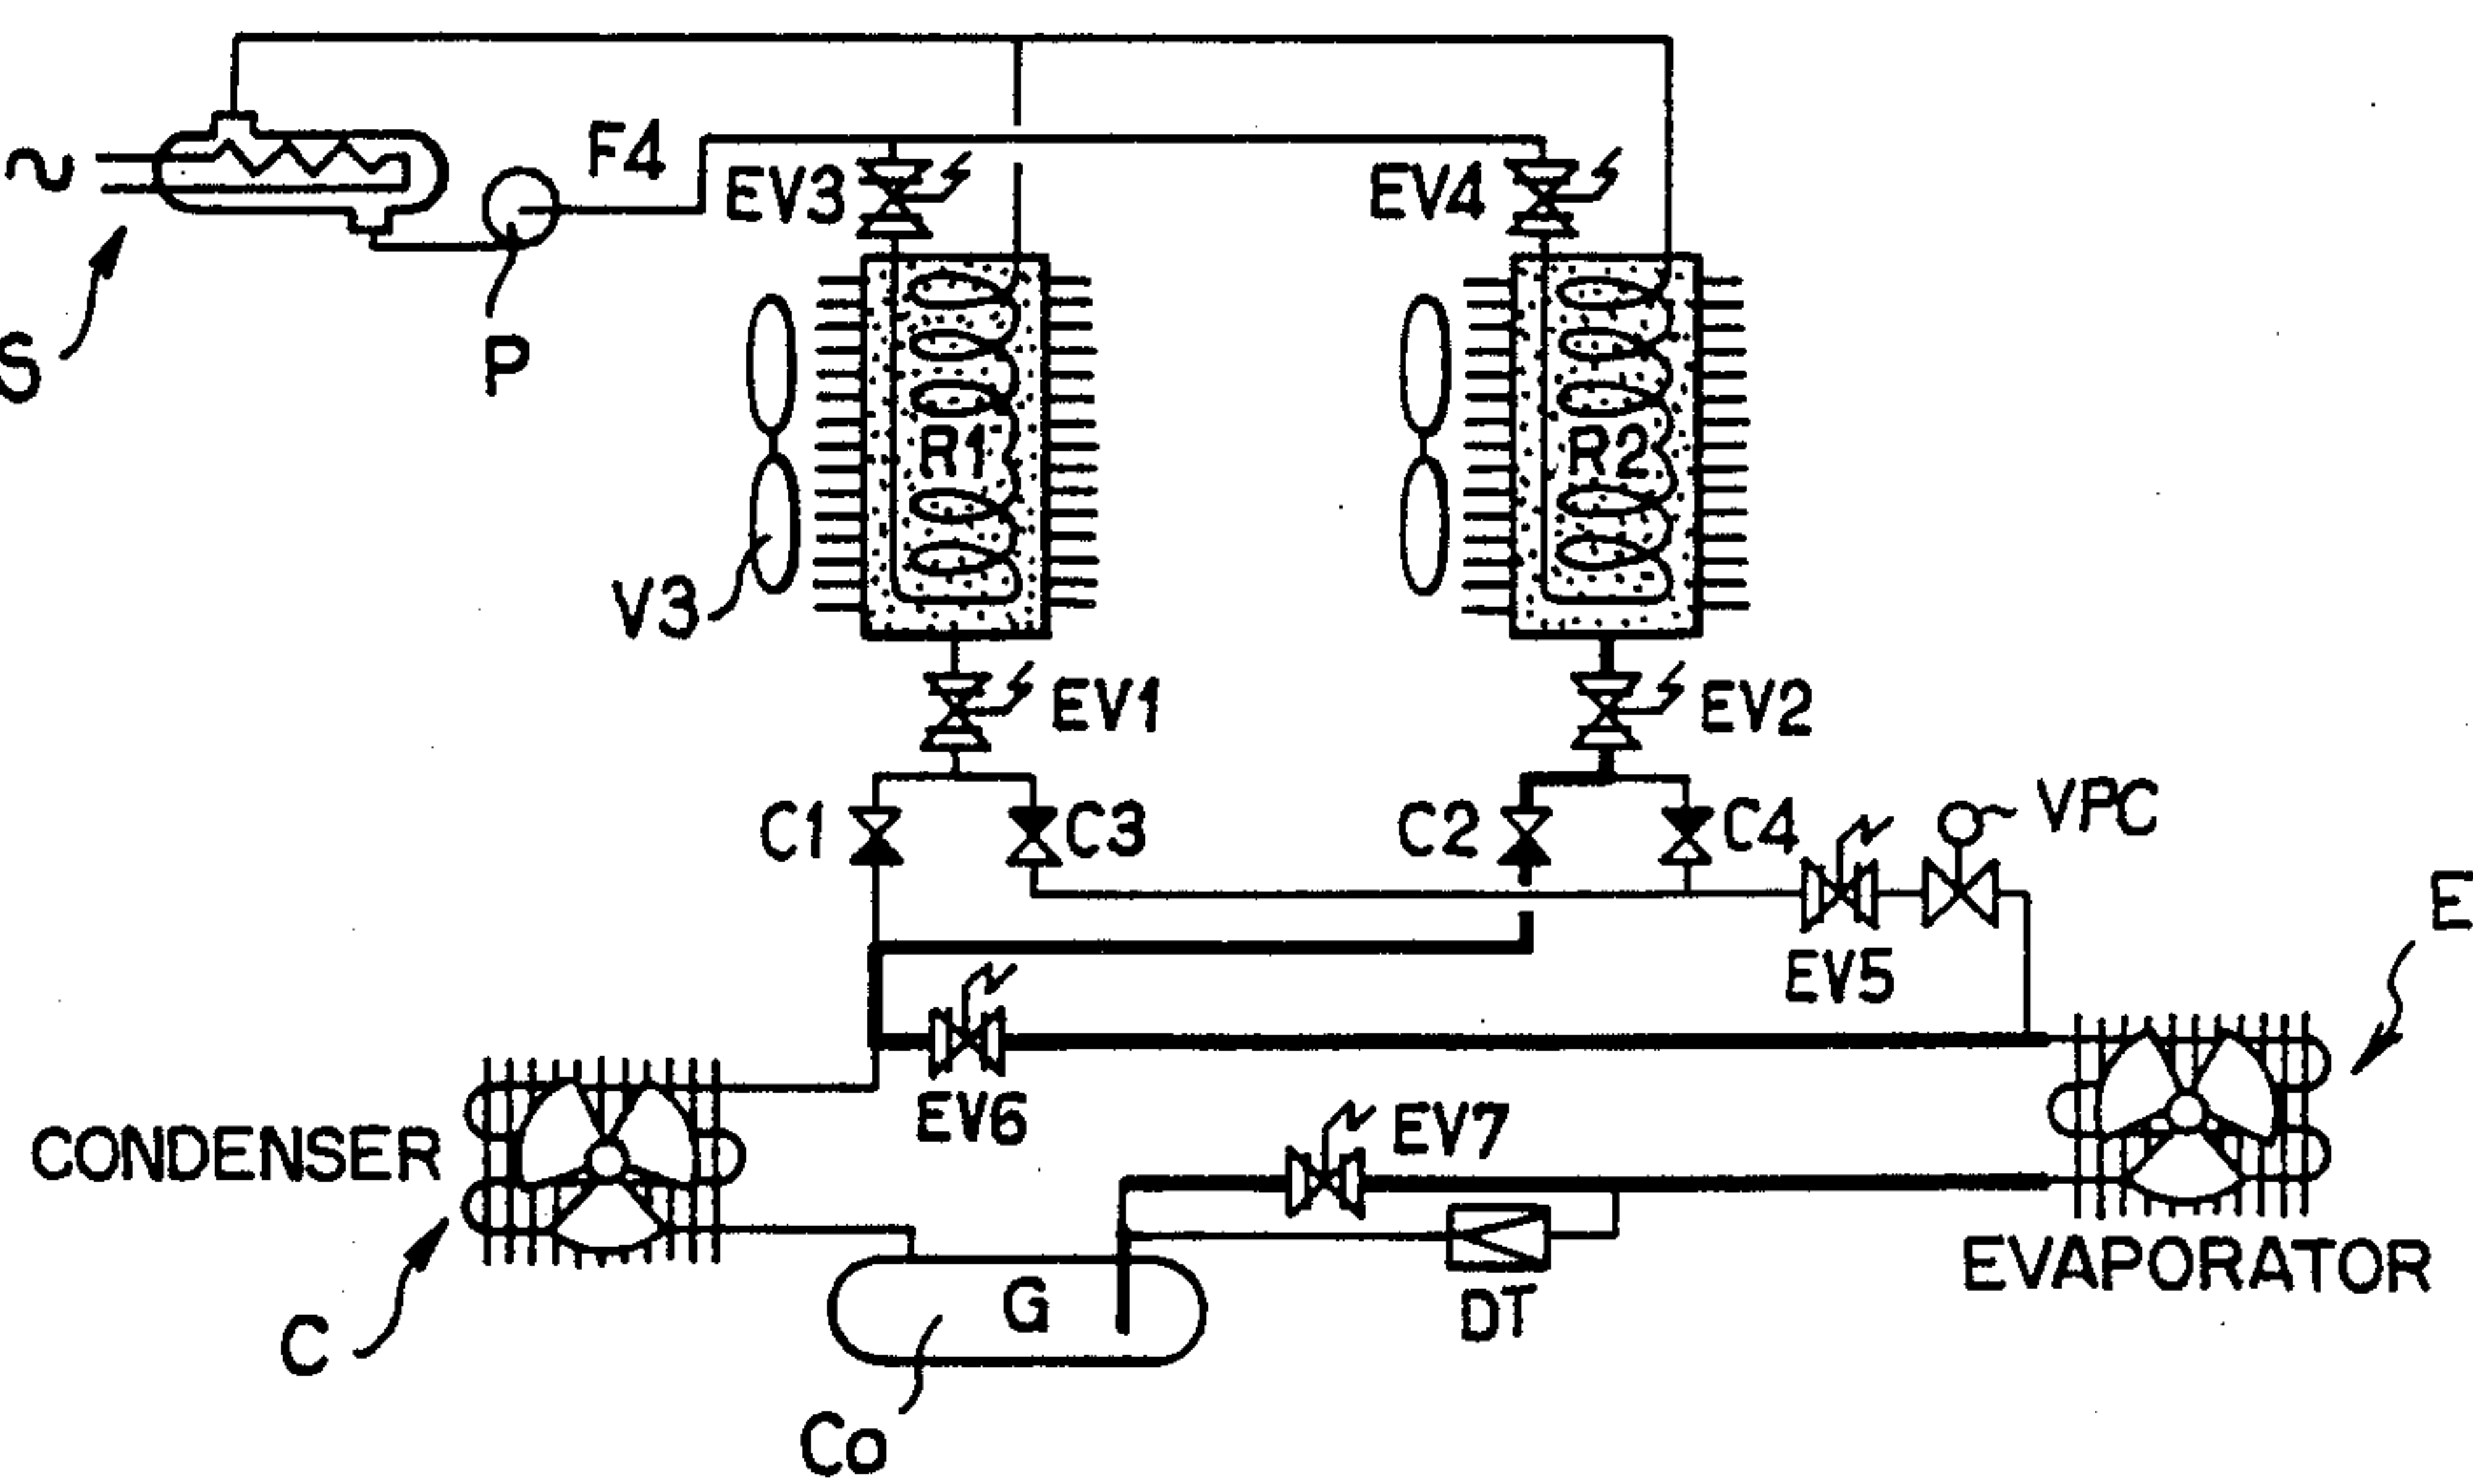 F4
EV3
EV4
S
P
R1
R2
V3
EV1
EV2
C1
C3
C2
C4
VPC
E
EV5
EV6
EV7
CONDENSER
EVAPORATOR
G
DT
C
Co